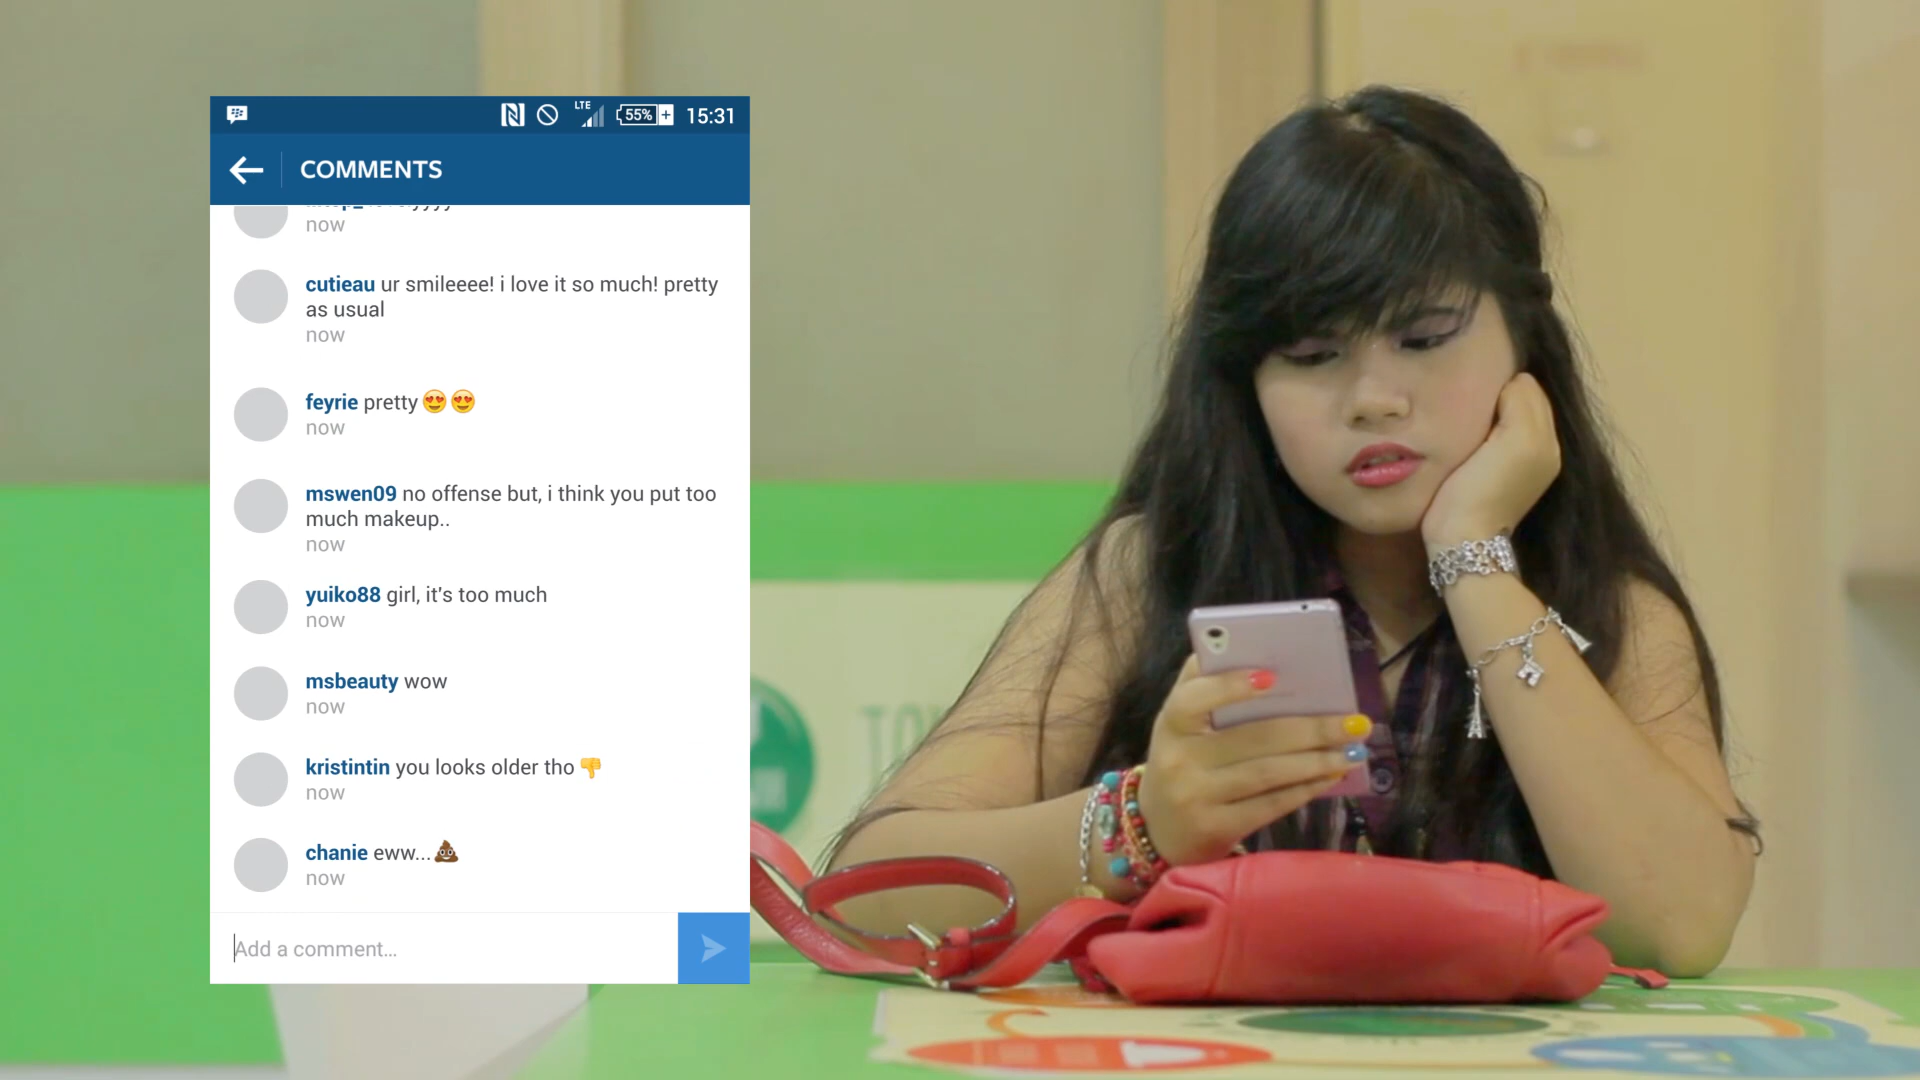 LTE
55%
15:31
COMMENTS
now
cutieau ur smileeee! i love it so much! pretty
as usual
now
feyrie pretty😍😍
now
mswen09 no offense but, i think you put too
much makeup..
now
yuiko88 girl, it's too much
now
msbeauty wow
now
kristintin you looks older tho👎
now
chanie eww...💩
now
Add a comment...